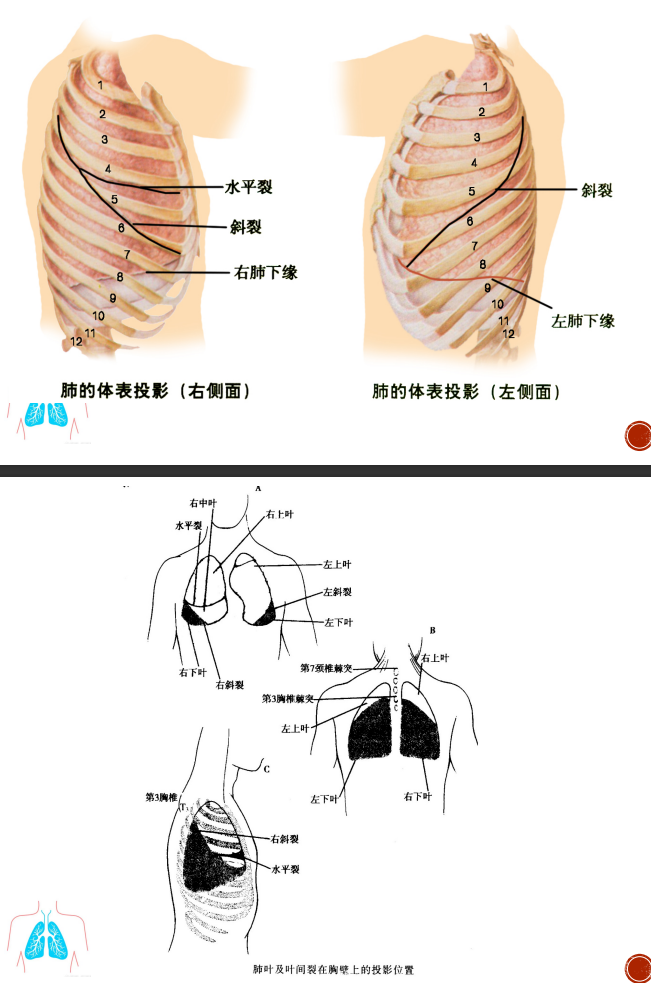 1
2
3
4
5
6
7
8
9
10
11
12
水平裂
斜裂
右肺下缘
肺的体表投影（右侧面）
1
2
3
4
5
6
7
8
9
10
11
12
斜裂
左肺下缘
肺的体表投影（左侧面）
A
右中叶
水平裂
右上叶
左上叶
左斜裂
左下叶
右下叶
右斜裂
B
右上叶
第7颈椎棘突
第3胸椎棘突
左上叶
左下叶
右下叶
C
第3胸椎
(T₃
右斜裂
水平裂
肺叶及叶间裂在胸壁上的投影位置